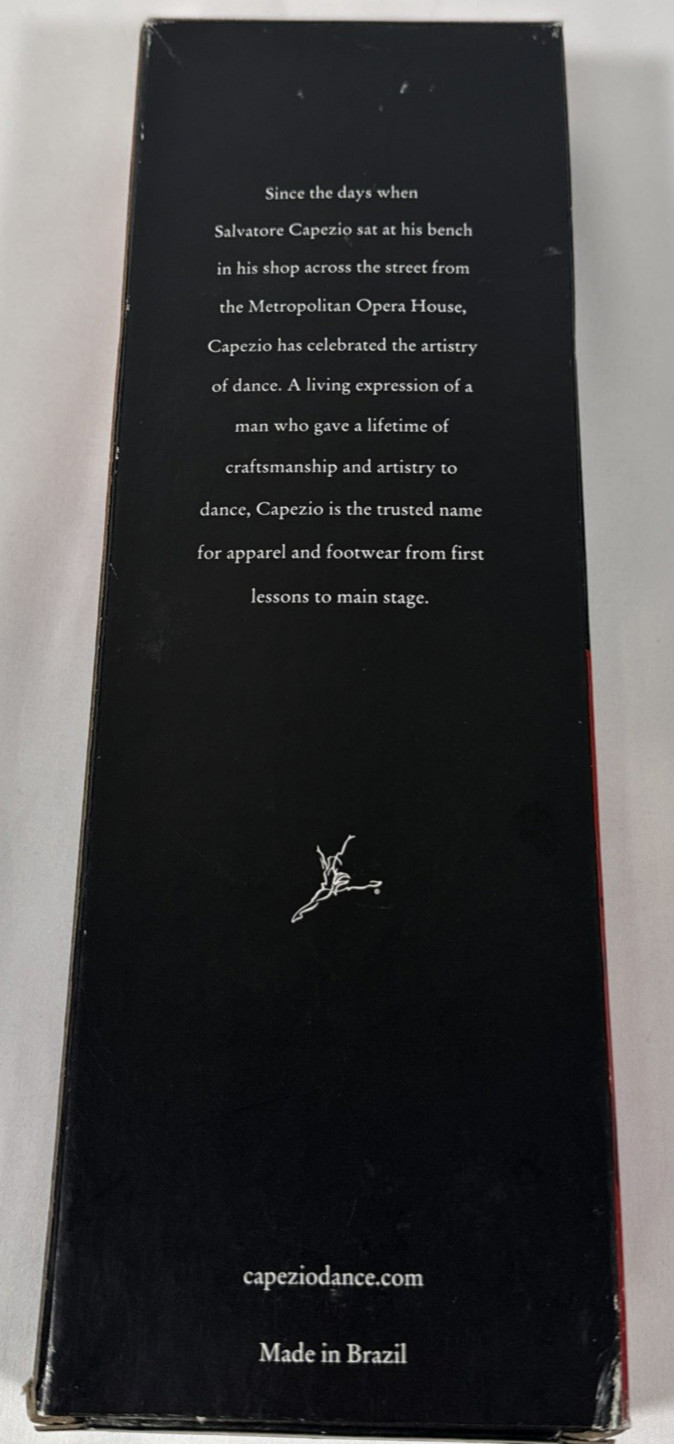 Since the days when
Salvatore Capezio sat at his bench
in his shop across the street from
the Metropolitan Opera House,
Capezio has celebrated the artistry
of dance. A living expression of a
man who gave a lifetime of
craftsmanship and artistry to
dance, Capezio is the trusted name
for apparel and footwear from first
lessons to main stage.
®
capeziodance.com
Made in Brazil